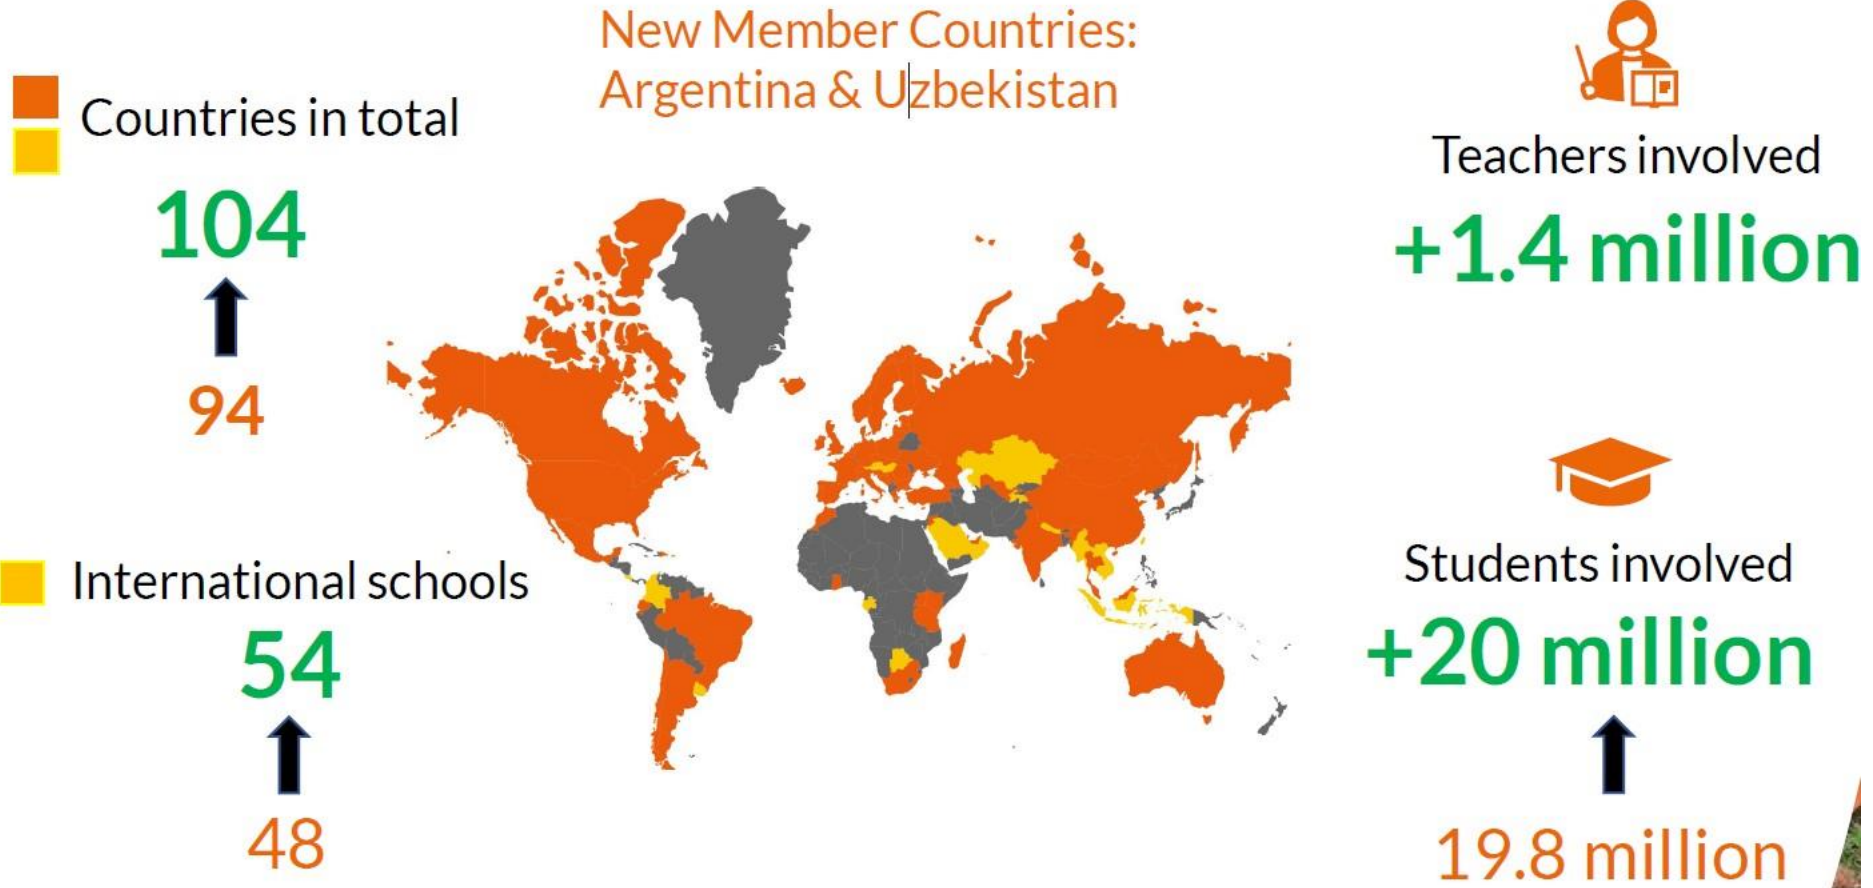 New Member Countries:
Argentina & Uzbekistan
Countries in total
104
94
International schools
54
48
Teachers involved
+1.4 million
Students involved
+20 million
19.8 million